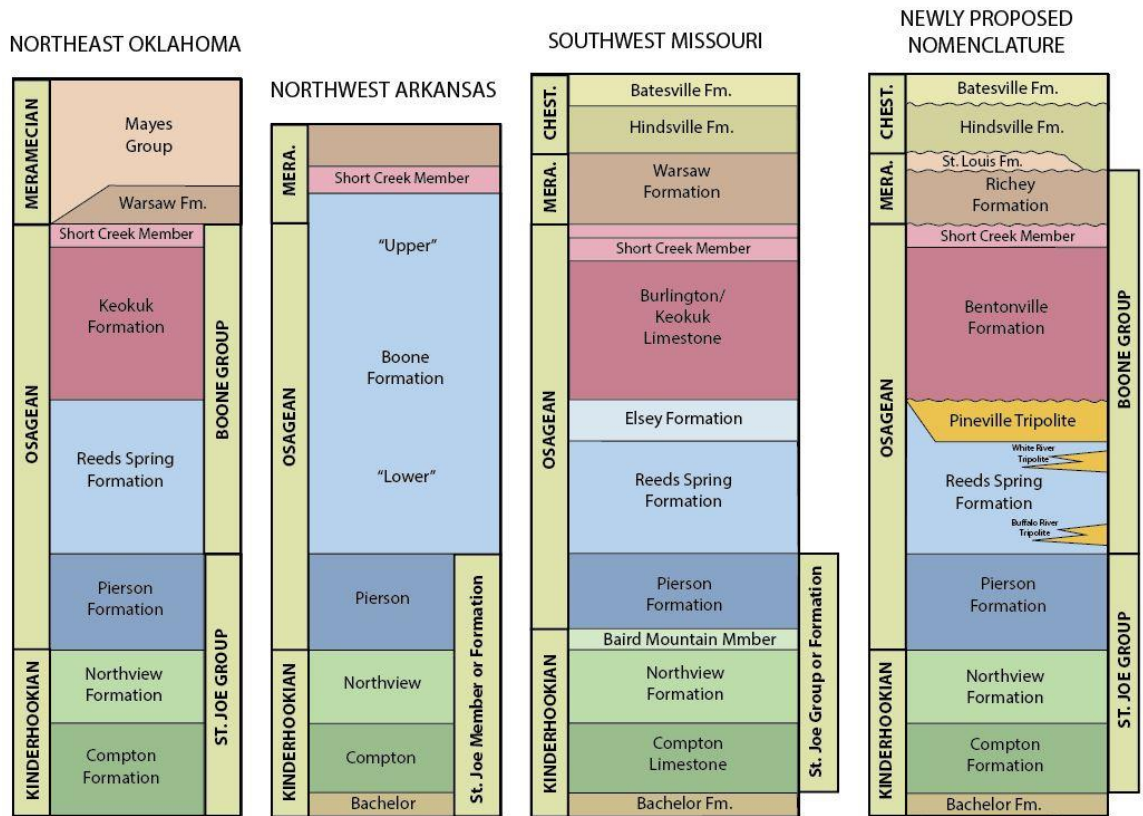 NORTHEAST OKLAHOMA
MERAMECIAN
OSAGEAN
KINDERHOOKIAN
Mayes
Group
Warsaw Fm.
Short Creek Member
Keokuk
Formation
Reeds Spring
Formation
Pierson
Formation
Northview
Formation
Compton
Formation
BOONE GROUP
ST. JOE GROUP
NORTHWEST ARKANSAS
MERA.
OSAGEAN
KINDERHOOKIAN
Short Creek Member
“Upper”
Boone
Formation
“Lower”
Pierson
Northview
Compton
Bachelor
St. Joe Member or Formation
SOUTHWEST MISSOURI
CHEST.
MERA.
OSAGEAN
KINDERHOOKIAN
Batesville Fm.
Hindsville Fm.
Warsaw
Formation
Short Creek Member
Burlington/
Keokuk
Limestone
Elsey Formation
Reeds Spring
Formation
Pierson
Formation
Baird Mountain Mmber
Northview
Formation
Compton
Limestone
Bachelor Fm.
St. Joe Group or Formation
NEWLY PROPOSED
NOMENCLATURE
CHEST.
MERA.
OSAGEAN
KINDERHOOKIAN
Batesville Fm.
Hindsville Fm.
St. Louis Fm.
Richey
Formation
Short Creek Member
Bentonville
Formation
Pineville Tripolite
White River
Tripolite
Reeds Spring
Formation
Buffalo River
Tripolite
Pierson
Formation
Northview
Formation
Compton
Formation
Bachelor Fm.
BOONE GROUP
ST. JOE GROUP